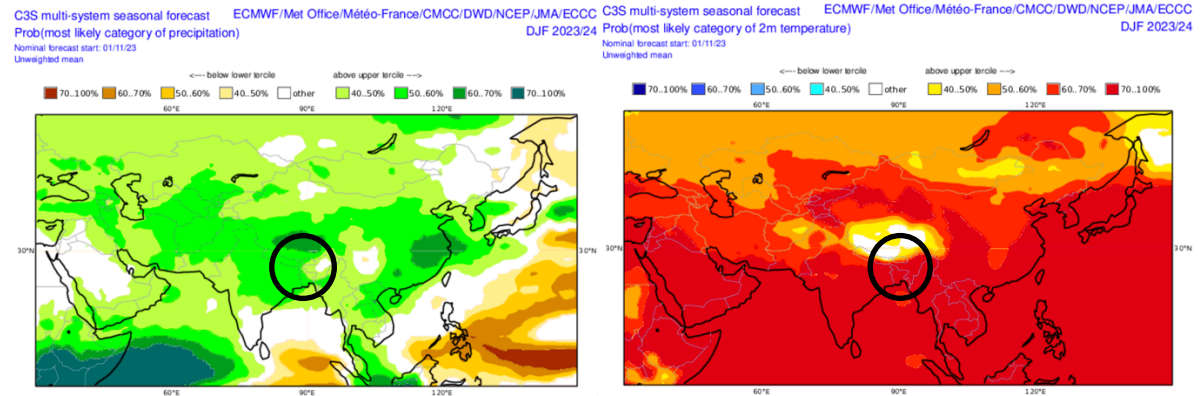 C3S multi-system seasonal forecast ECMWF/Met Office/Météo-France/CMCC/DWD/NCEP/JMA/ECCC
Prob(most likely category of precipitation) DJF 2023/24
Nominal forecast start: 01/11/23
Unweighted mean
<---- below lower tercile above upper tercile --->
70..100% 60..70% 50..60% 40..50% other 40..50% 50..60% 60..70% 70..100%
60°E 90°E 120°E
30°N 30°N
60°E 90°E 120°E
C3S multi-system seasonal forecast ECMWF/Met Office/Météo-France/CMCC/DWD/NCEP/JMA/ECCC
Prob(most likely category of 2m temperature) DJF 2023/24
Nominal forecast start: 01/11/23
Unweighted mean
<---- below lower tercile above upper tercile --->
70..100% 60..70% 50..60% 40..50% other 40..50% 50..60% 60..70% 70..100%
60°E 90°E 120°E
30°N 30°N
60°E 90°E 120°E